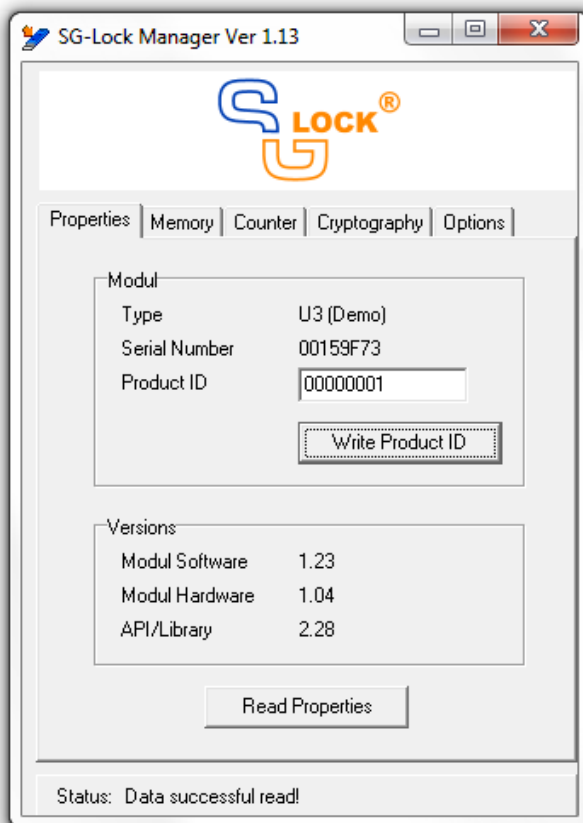 SG-Lock Manager Ver 1.13
SG LOCK®
Properties Memory Counter Cryptography Options
Modul
Type U3 (Demo)
Serial Number 00159F73
Product ID 00000001
Write Product ID
Versions
Modul Software 1.23
Modul Hardware 1.04
API/Library 2.28
Read Properties
Status: Data successful read!